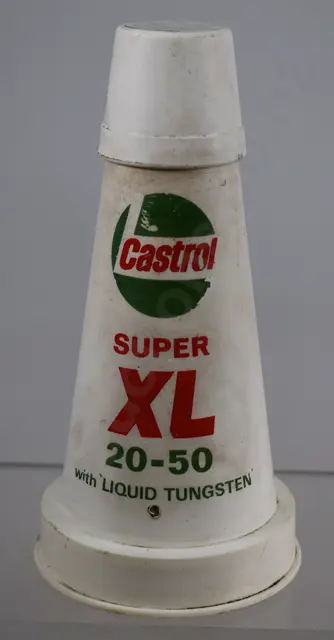 Castrol
SUPER
XL
20-50
with 'LIQUID TUNGSTEN'